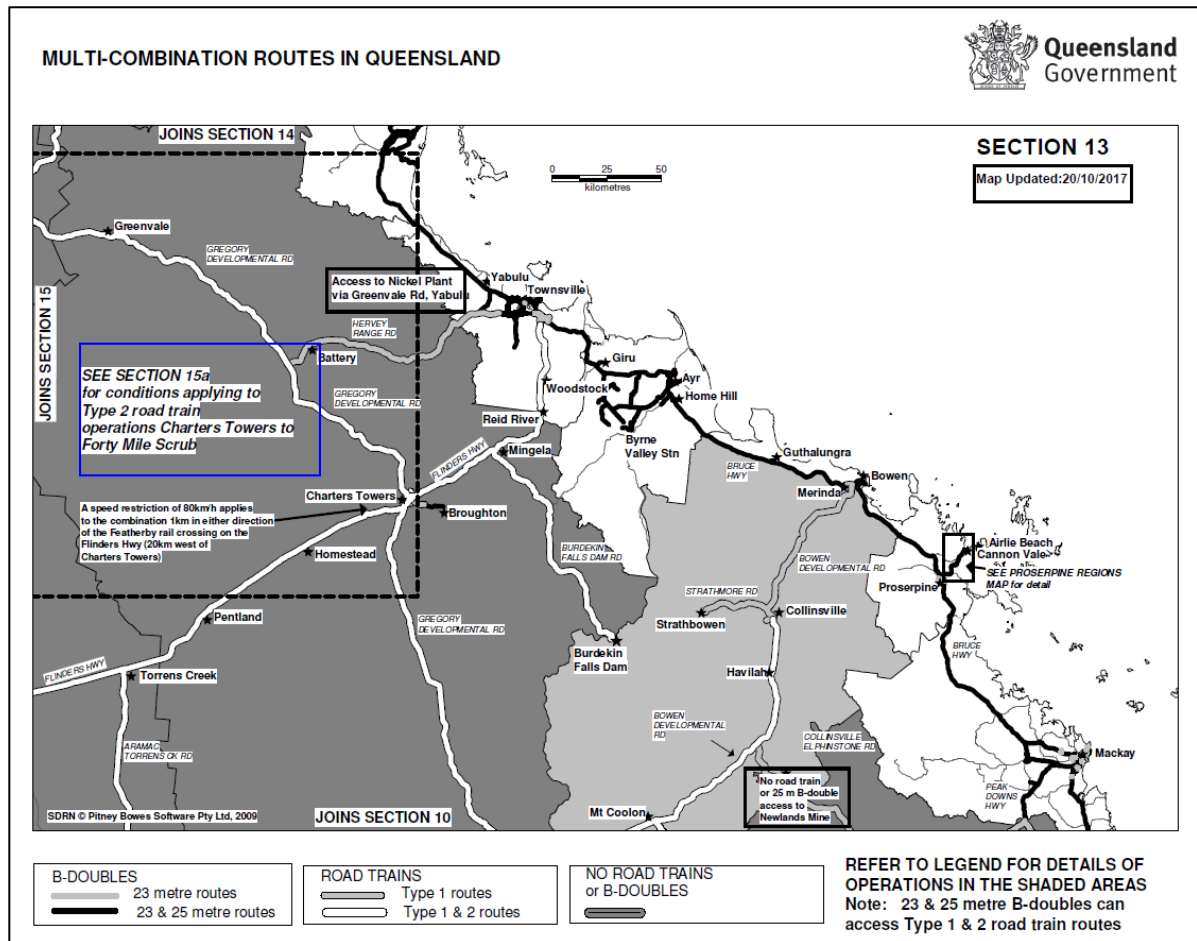 MULTI-COMBINATION ROUTES IN QUEENSLAND
Queensland
Government
JOINS SECTION 14
SECTION 13
Map Updated:20/10/2017
0 25 50
kilometres
Greenvale
GREGORY
DEVELOPMENTAL RD
Access to Nickel Plant
via Greenvale Rd, Yabulu
Yabulu
Townsville
JOINS SECTION 15
HERVEY
RANGE RD
Battery
SEE SECTION 15a
for conditions applying to
Type 2 road train
operations Charters Towers to
Forty Mile Scrub
GREGORY
DEVELOPMENTAL RD
Giru
Woodstock
Ayr
Home Hill
Reid River
Byrne
Valley Stn
Mingela
FLINDERS HWY
Guthalungra
BRUCE
HWY
Bowen
Merinda
Charters Towers
Broughton
A speed restriction of 80km/h applies
to the combination 1km in either direction
of the Featherby rail crossing on the
Flinders Hwy (20km west of
Charters Towers)
Homestead
BURDEKIN
FALLS DAM RD
BOWEN
DEVELOPMENTAL RD
Airlie Beach
Cannon Vale
SEE PROSERPINE REGIONS
MAP for detail
Proserpine
STRATHMORE RD
Strathbowen
Collinsville
Pentland
GREGORY
DEVELOPMENTAL RD
Burdekin
Falls Dam
BRUCE
HWY
FLINDERS HWY
Torrens Creek
Havilah
ARAMAC
TORRENS CK RD
BOWEN
DEVELOPMENTAL
RD
COLLINSVILLE
ELPHINSTONE RD
Mackay
No road train
or 25 m B-double
access to
Newlands Mine
PEAK
DOWNS
HWY
Mt Coolon
SDRN © Pitney Bowes Software Pty Ltd, 2009
JOINS SECTION 10
B-DOUBLES
23 metre routes
23 & 25 metre routes
ROAD TRAINS
Type 1 routes
Type 1 & 2 routes
NO ROAD TRAINS
or B-DOUBLES
REFER TO LEGEND FOR DETAILS OF
OPERATIONS IN THE SHADED AREAS
Note: 23 & 25 metre B-doubles can
access Type 1 & 2 road train routes